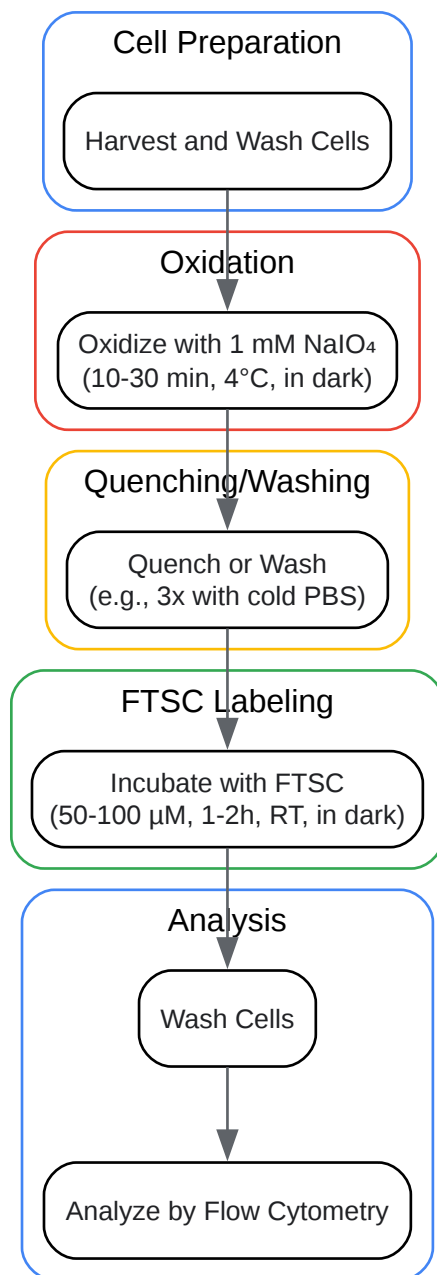 Cell Preparation
Harvest and Wash Cells
Oxidation
Oxidize with 1 mM NaIO₄
(10-30 min, 4°C, in dark)
Quenching/Washing
Quench or Wash
(e.g., 3x with cold PBS)
FTSC Labeling
Incubate with FTSC
(50-100 µM, 1-2h, RT, in dark)
Analysis
Wash Cells
Analyze by Flow Cytometry